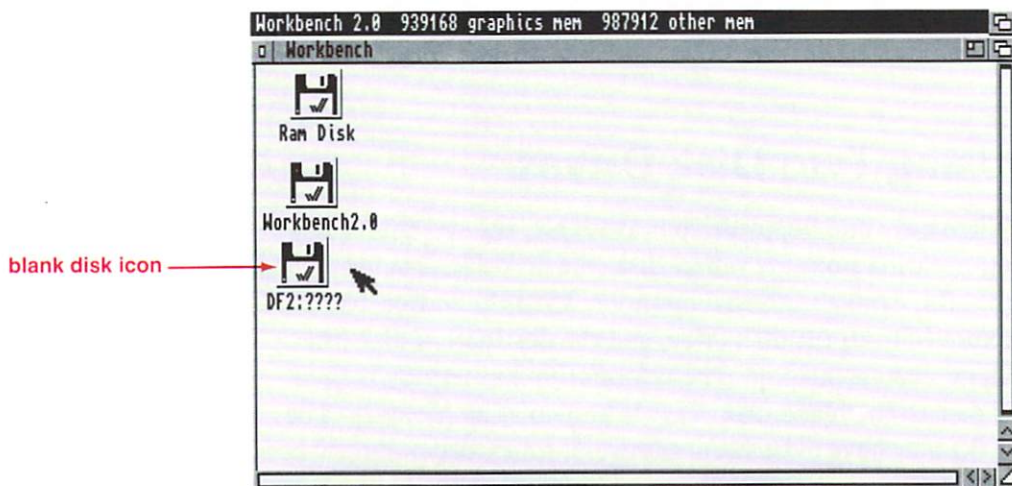 Workbench 2.0 939168 graphics mem 987912 other mem
Workbench
Ram Disk
Workbench2.0
blank disk icon
DF2:????